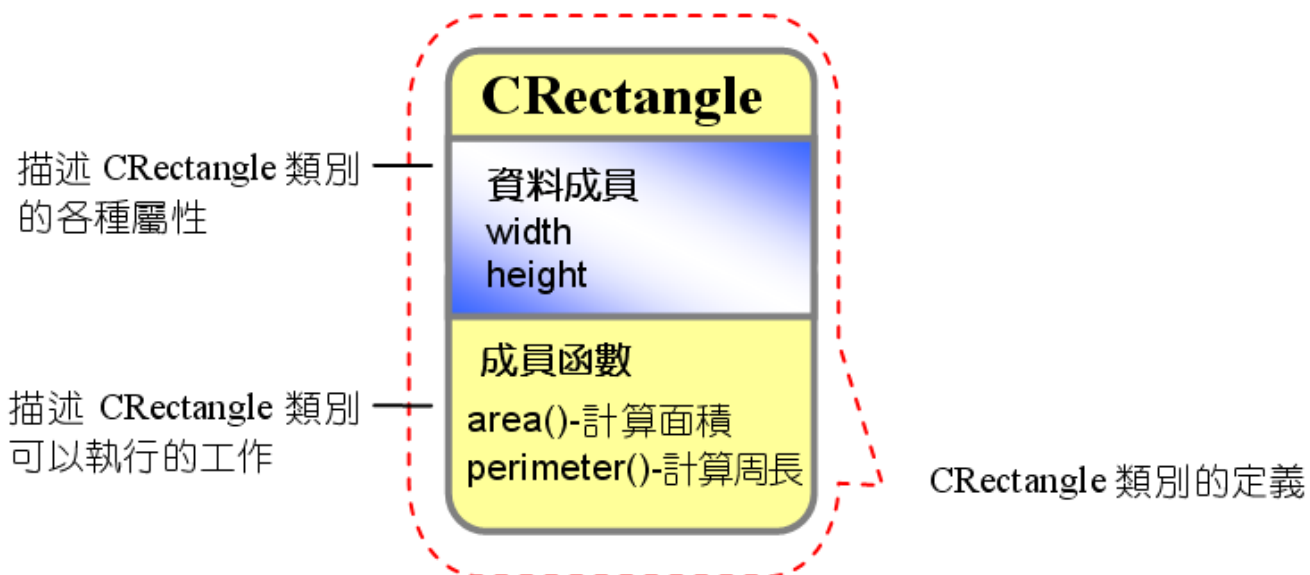 CRectangle
描述 CRectangle 類別
的各種屬性
資料成員
width
height
描述 CRectangle 類別
可以執行的工作
成員函數
area()-計算面積
perimeter()-計算周長
CRectangle 類別的定義